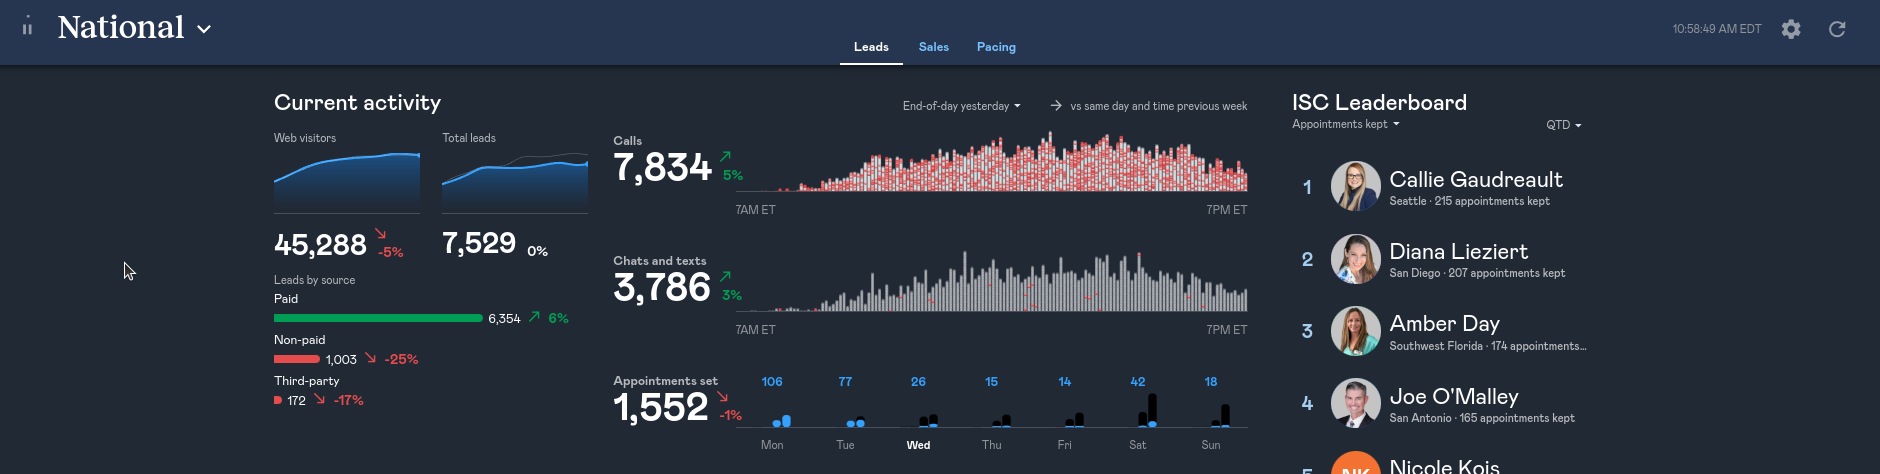 National
10:58:49 AM EDT
Leads
Sales
Pacing
Current activity
End-of-day yesterday
vs same day and time previous week
Web visitors
45,288
-5%
Total leads
7,529
0%
Leads by source
Paid
6,354
6%
Non-paid
1,003
-25%
Third-party
172
-17%
Calls
7,834
5%
7AM ET
7PM ET
Chats and texts
3,786
3%
7AM ET
7PM ET
Appointments set
1,552
-1%
106 77 26 15 14 42 18
Mon Tue Wed Thu Fri Sat Sun
ISC Leaderboard
Appointments kept
QTD
1
Callie Gaudreault
Seattle · 215 appointments kept
2
Diana Lieziert
San Diego · 207 appointments kept
3
Amber Day
Southwest Florida · 174 appointments...
4
Joe O'Malley
San Antonio · 165 appointments kept
5
NK
Nicole Kois